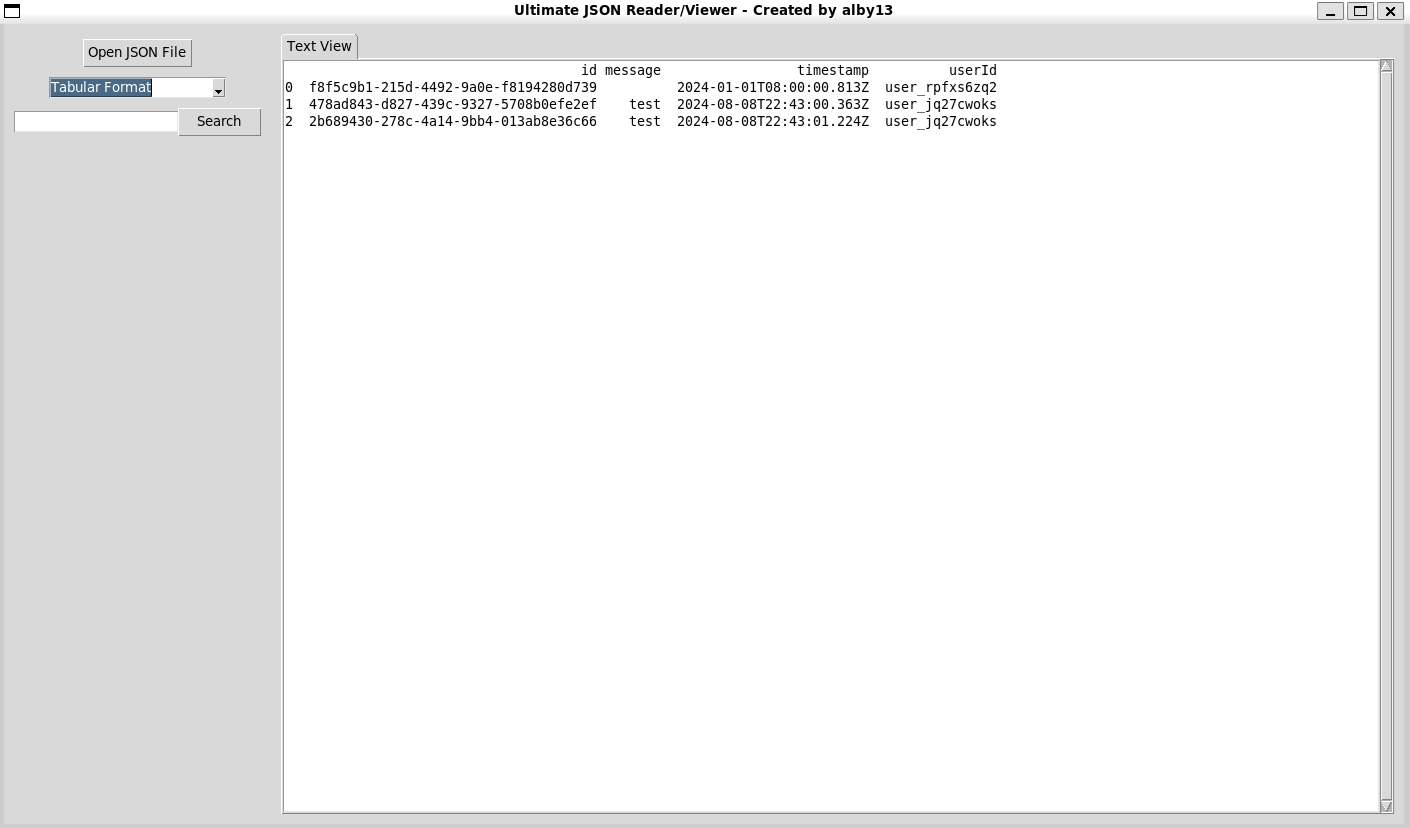 Ultimate JSON Reader/Viewer - Created by alby13
Open JSON File
Tabular Format
Search
Text View
id message timestamp userId
0 f8f5c9b1-215d-4492-9a0e-f8194280d739 2024-01-01T08:00:00.813Z user_rpfxs6zq2
1 478ad843-d827-439c-9327-5708b0efe2ef test 2024-08-08T22:43:00.363Z user_jq27cwoks
2 2b689430-278c-4a14-9bb4-013ab8e36c66 test 2024-08-08T22:43:01.224Z user_jq27cwoks